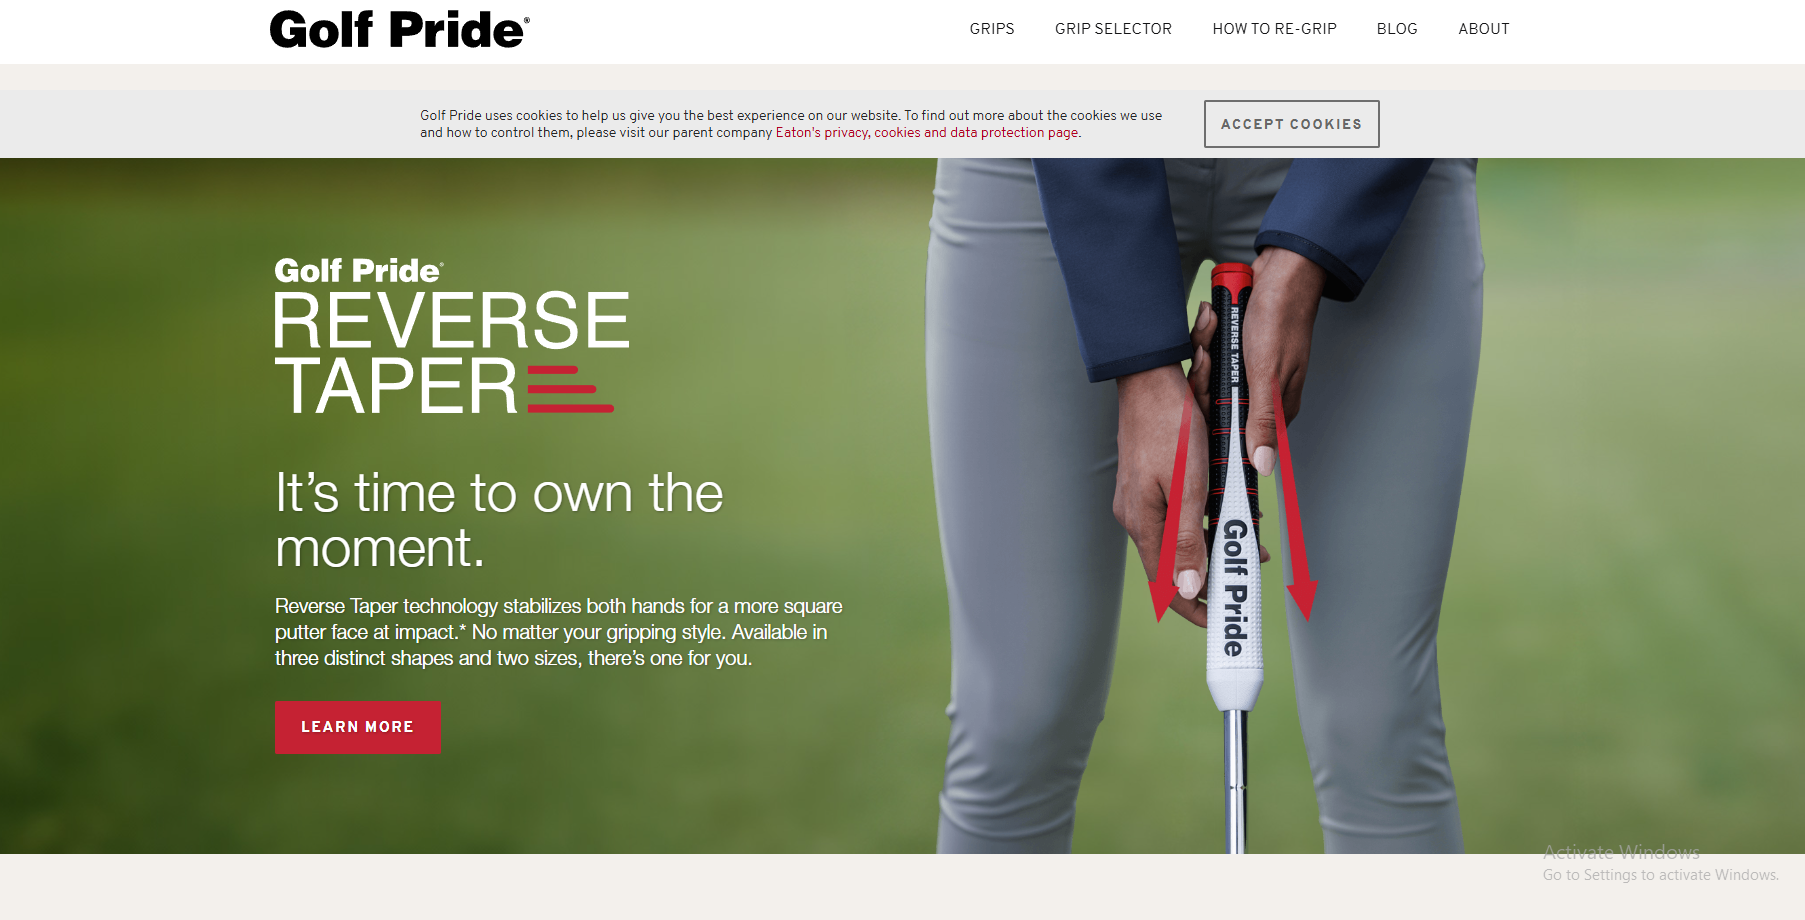 Golf Pride®
GRIPS
GRIP SELECTOR
HOW TO RE-GRIP
BLOG
ABOUT
Golf Pride uses cookies to help us give you the best experience on our website. To find out more about the cookies we use
and how to control them, please visit our parent company Eaton's privacy, cookies and data protection page.
ACCEPT COOKIES
Golf Pride®
REVERSE
TAPER
It’s time to own the
moment.
Reverse Taper technology stabilizes both hands for a more square
putter face at impact.* No matter your gripping style. Available in
three distinct shapes and two sizes, there’s one for you.
LEARN MORE
REVERSE TAPER
Golf Pride
Activate Windows
Go to Settings to activate Windows.